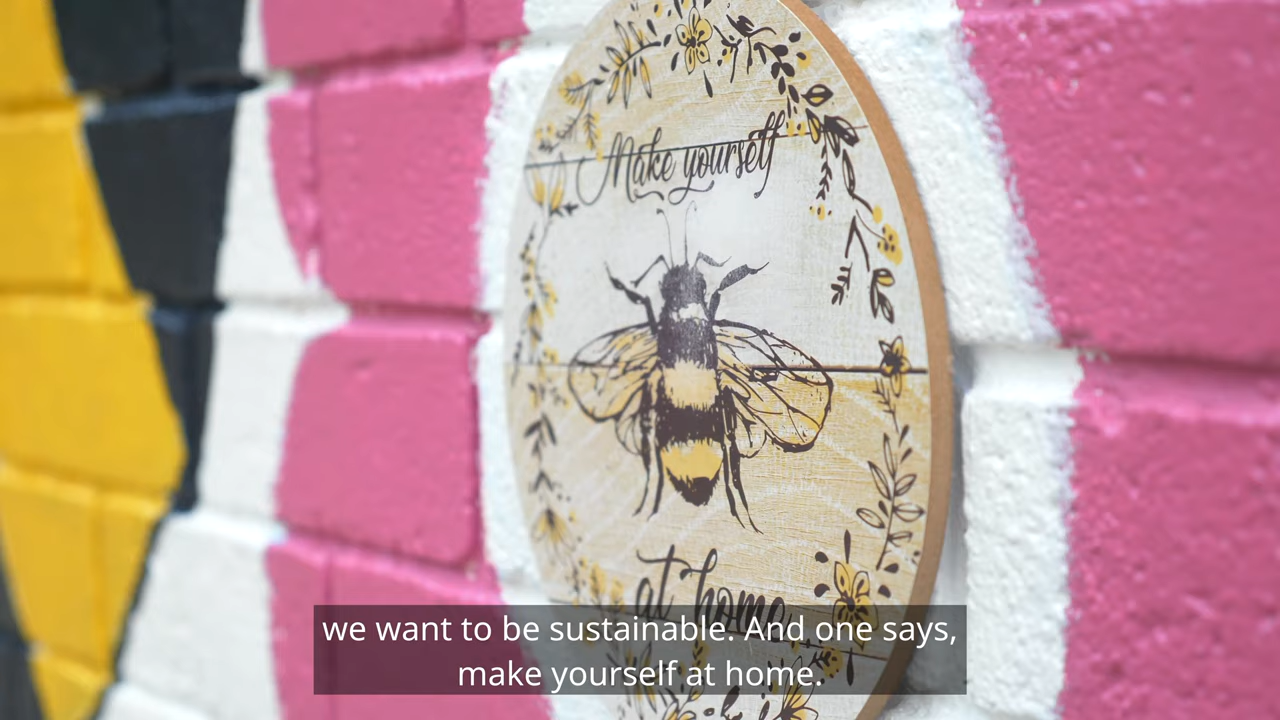 Make yourself
at home
we want to be sustainable. And one says,
make yourself at home.